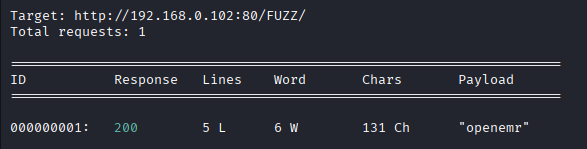 Target: http://192.168.0.102:80/FUZZ/
Total requests: 1
=====================================================================
ID           Response   Lines    Word       Chars       Payload
=====================================================================
000000001:   200        5 L      6 W        131 Ch      "openemr"